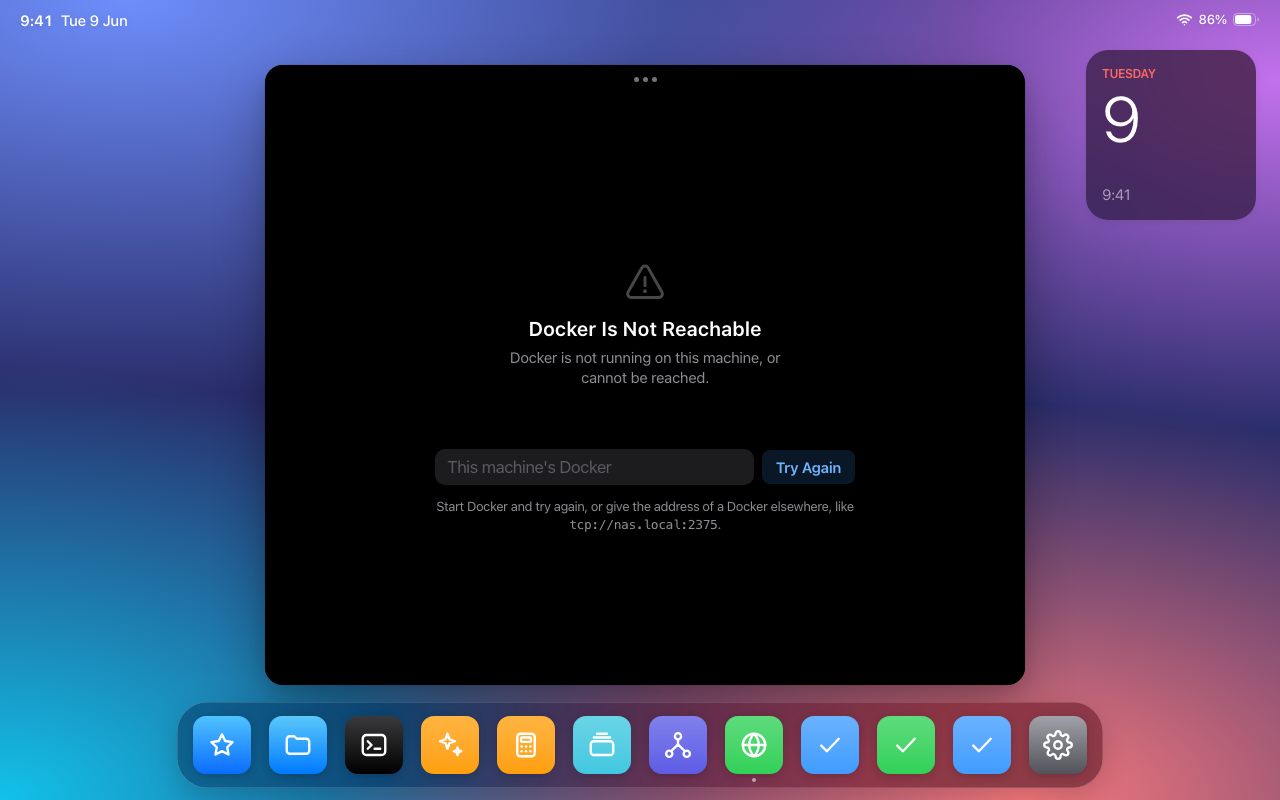 9:41 Tue 9 Jun
86%
TUESDAY
9
9:41
Docker Is Not Reachable
Docker is not running on this machine, or
cannot be reached.
This machine's Docker
Try Again
Start Docker and try again, or give the address of a Docker elsewhere, like
tcp://nas.local:2375.